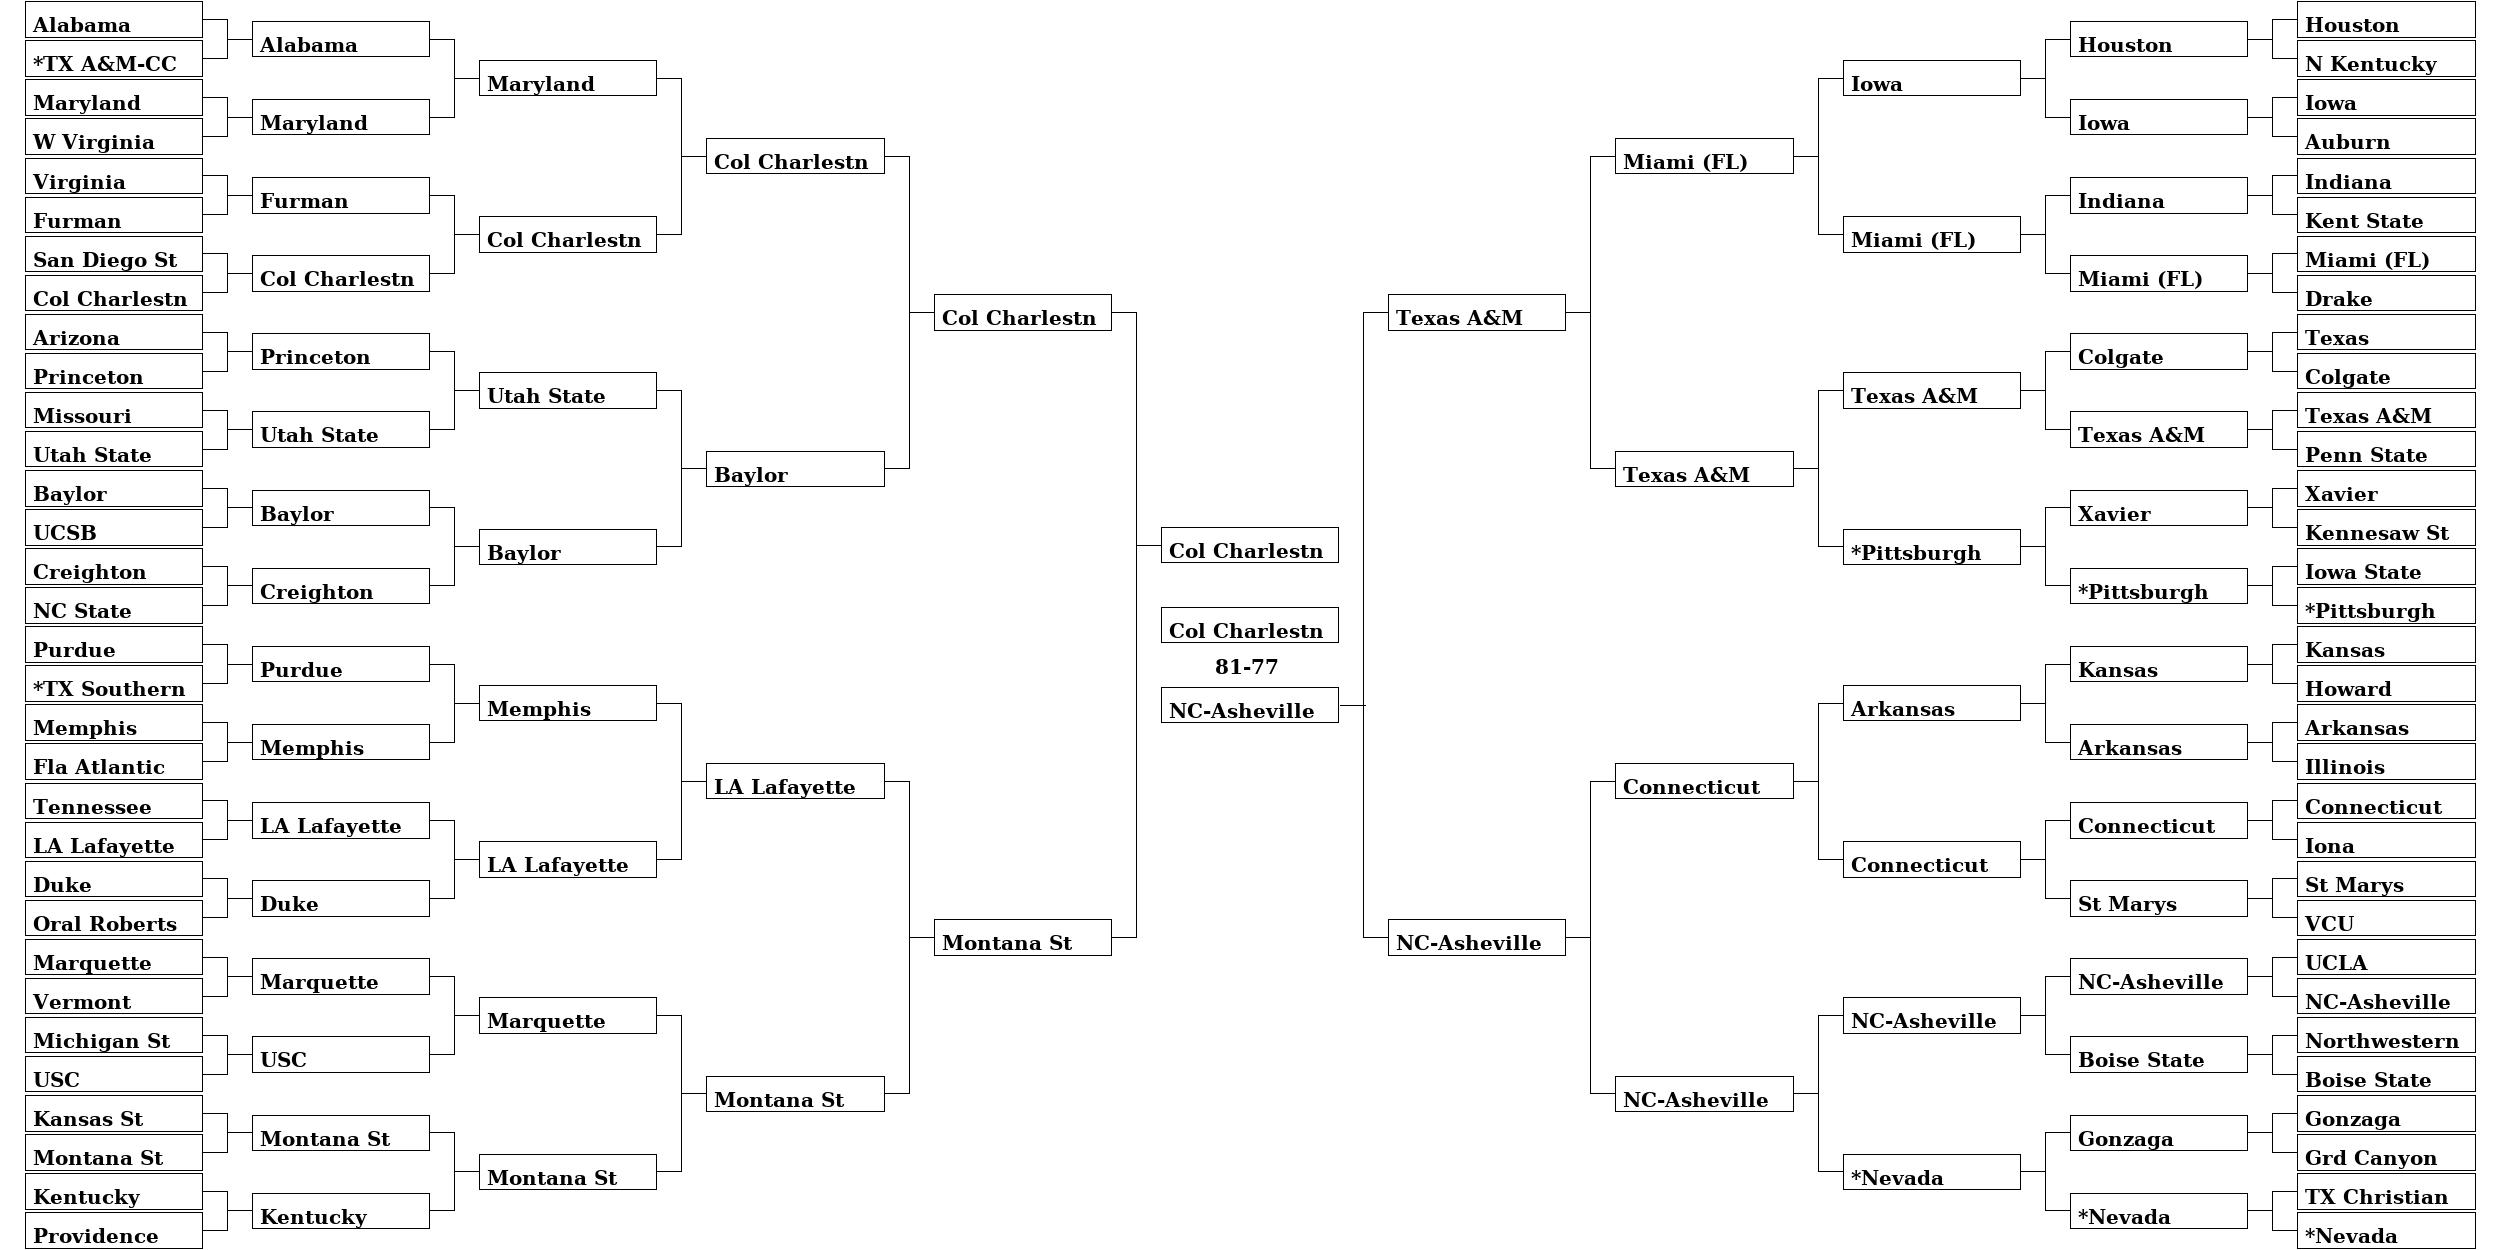 Alabama
*TX A&M-CC
Maryland
W Virginia
Virginia
Furman
San Diego St
Col Charlestn
Arizona
Princeton
Missouri
Utah State
Baylor
UCSB
Creighton
NC State
Purdue
*TX Southern
Memphis
Fla Atlantic
Tennessee
LA Lafayette
Duke
Oral Roberts
Marquette
Vermont
Michigan St
USC
Kansas St
Montana St
Kentucky
Providence
Alabama
Maryland
Furman
Col Charlestn
Princeton
Utah State
Baylor
Creighton
Purdue
Memphis
LA Lafayette
Duke
Marquette
USC
Montana St
Kentucky
Maryland
Col Charlestn
Utah State
Baylor
Memphis
LA Lafayette
Marquette
Montana St
Col Charlestn
Baylor
LA Lafayette
Montana St
Col Charlestn
Montana St
Col Charlestn
Col Charlestn
81-77
NC-Asheville
Texas A&M
NC-Asheville
Miami (FL)
Texas A&M
Connecticut
NC-Asheville
Iowa
Miami (FL)
Texas A&M
*Pittsburgh
Arkansas
Connecticut
NC-Asheville
*Nevada
Houston
Iowa
Indiana
Miami (FL)
Colgate
Texas A&M
Xavier
*Pittsburgh
Kansas
Arkansas
Connecticut
St Marys
NC-Asheville
Boise State
Gonzaga
*Nevada
Houston
N Kentucky
Iowa
Auburn
Indiana
Kent State
Miami (FL)
Drake
Texas
Colgate
Texas A&M
Penn State
Xavier
Kennesaw St
Iowa State
*Pittsburgh
Kansas
Howard
Arkansas
Illinois
Connecticut
Iona
St Marys
VCU
UCLA
NC-Asheville
Northwestern
Boise State
Gonzaga
Grd Canyon
TX Christian
*Nevada